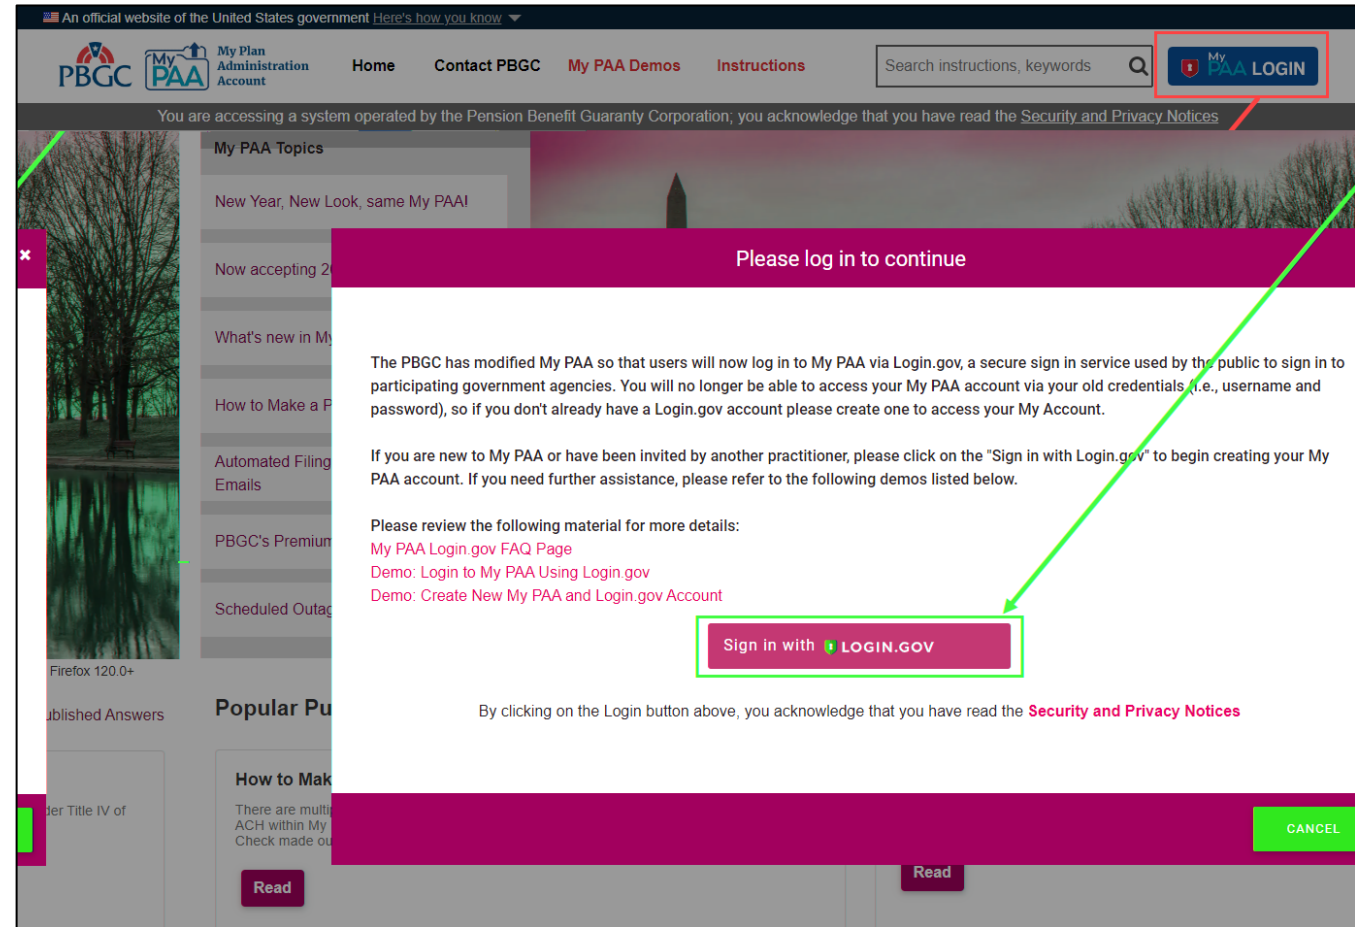 An official website of the United States government Here's how you know
PBGC
My PAA
My Plan
Administration
Account
Home Contact PBGC My PAA Demos Instructions
Search instructions, keywords
My PAA LOGIN
You are accessing a system operated by the Pension Benefit Guaranty Corporation; you acknowledge that you have read the Security and Privacy Notices
My PAA Topics
New Year, New Look, same My PAA!
Now accepting 2
What's new in My
How to Make a P
Automated Filing
Emails
PBGC's Premium
Scheduled Outag
Please log in to continue
The PBGC has modified My PAA so that users will now log in to My PAA via Login.gov, a secure sign in service used by the public to sign in to
participating government agencies. You will no longer be able to access your My PAA account via your old credentials (i.e., username and
password), so if you don't already have a Login.gov account please create one to access your My Account.
If you are new to My PAA or have been invited by another practitioner, please click on the "Sign in with Login.gov" to begin creating your My
PAA account. If you need further assistance, please refer to the following demos listed below.
Please review the following material for more details:
My PAA Login.gov FAQ Page
Demo: Login to My PAA Using Login.gov
Demo: Create New My PAA and Login.gov Account
Sign in with LOGIN.GOV
By clicking on the Login button above, you acknowledge that you have read the Security and Privacy Notices
CANCEL
Firefox 120.0+
ublished Answers
der Title IV of
Popular Pu
How to Mak
There are multip
ACH within My
Check made ou
Read
Read